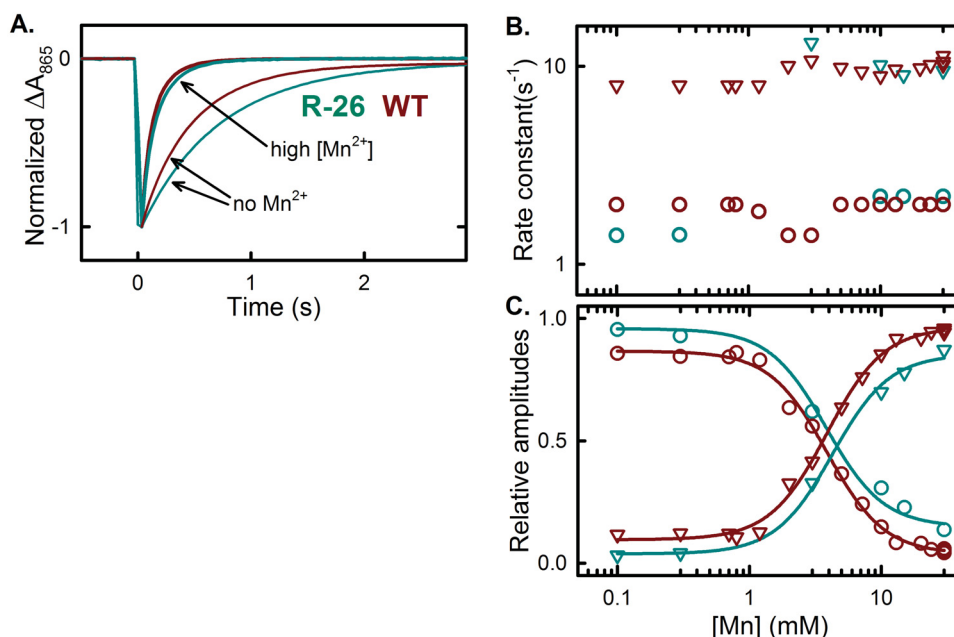 A.
Normalized ΔA865
0
-1
R-26 WT
high [Mn2+]
no Mn2+
0
1
2
Time (s)
B.
Rate constant(s-1)
10
1
C.
Relative amplitudes
1.0
0.5
0.0
0.1
1
10
[Mn] (mM)